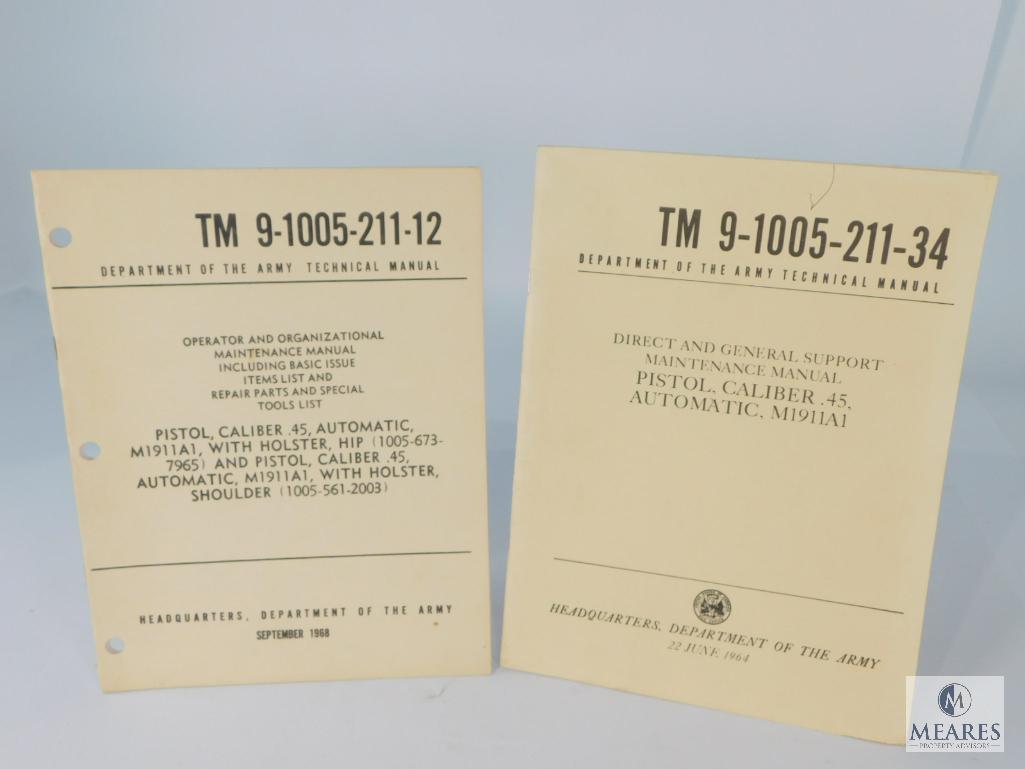 TM 9-1005-211-12
DEPARTMENT OF THE ARMY TECHNICAL MANUAL
OPERATOR AND ORGANIZATIONAL
MAINTENANCE MANUAL
INCLUDING BASIC ISSUE
ITEMS LIST AND
REPAIR PARTS AND SPECIAL
TOOLS LIST
PISTOL, CALIBER .45, AUTOMATIC,
M1911A1, WITH HOLSTER, HIP (1005-673-
7965) AND PISTOL, CALIBER .45,
AUTOMATIC, M1911A1, WITH HOLSTER,
SHOULDER (1005-561-2003)
HEADQUARTERS, DEPARTMENT OF THE ARMY
SEPTEMBER 1968
TM 9-1005-211-34
DEPARTMENT OF THE ARMY TECHNICAL MANUAL
DIRECT AND GENERAL SUPPORT
MAINTENANCE MANUAL
PISTOL, CALIBER .45,
AUTOMATIC, M1911A1
HEADQUARTERS, DEPARTMENT OF THE ARMY
22 JUNE 1964
M
MEARES
PROPERTY ADVISORS